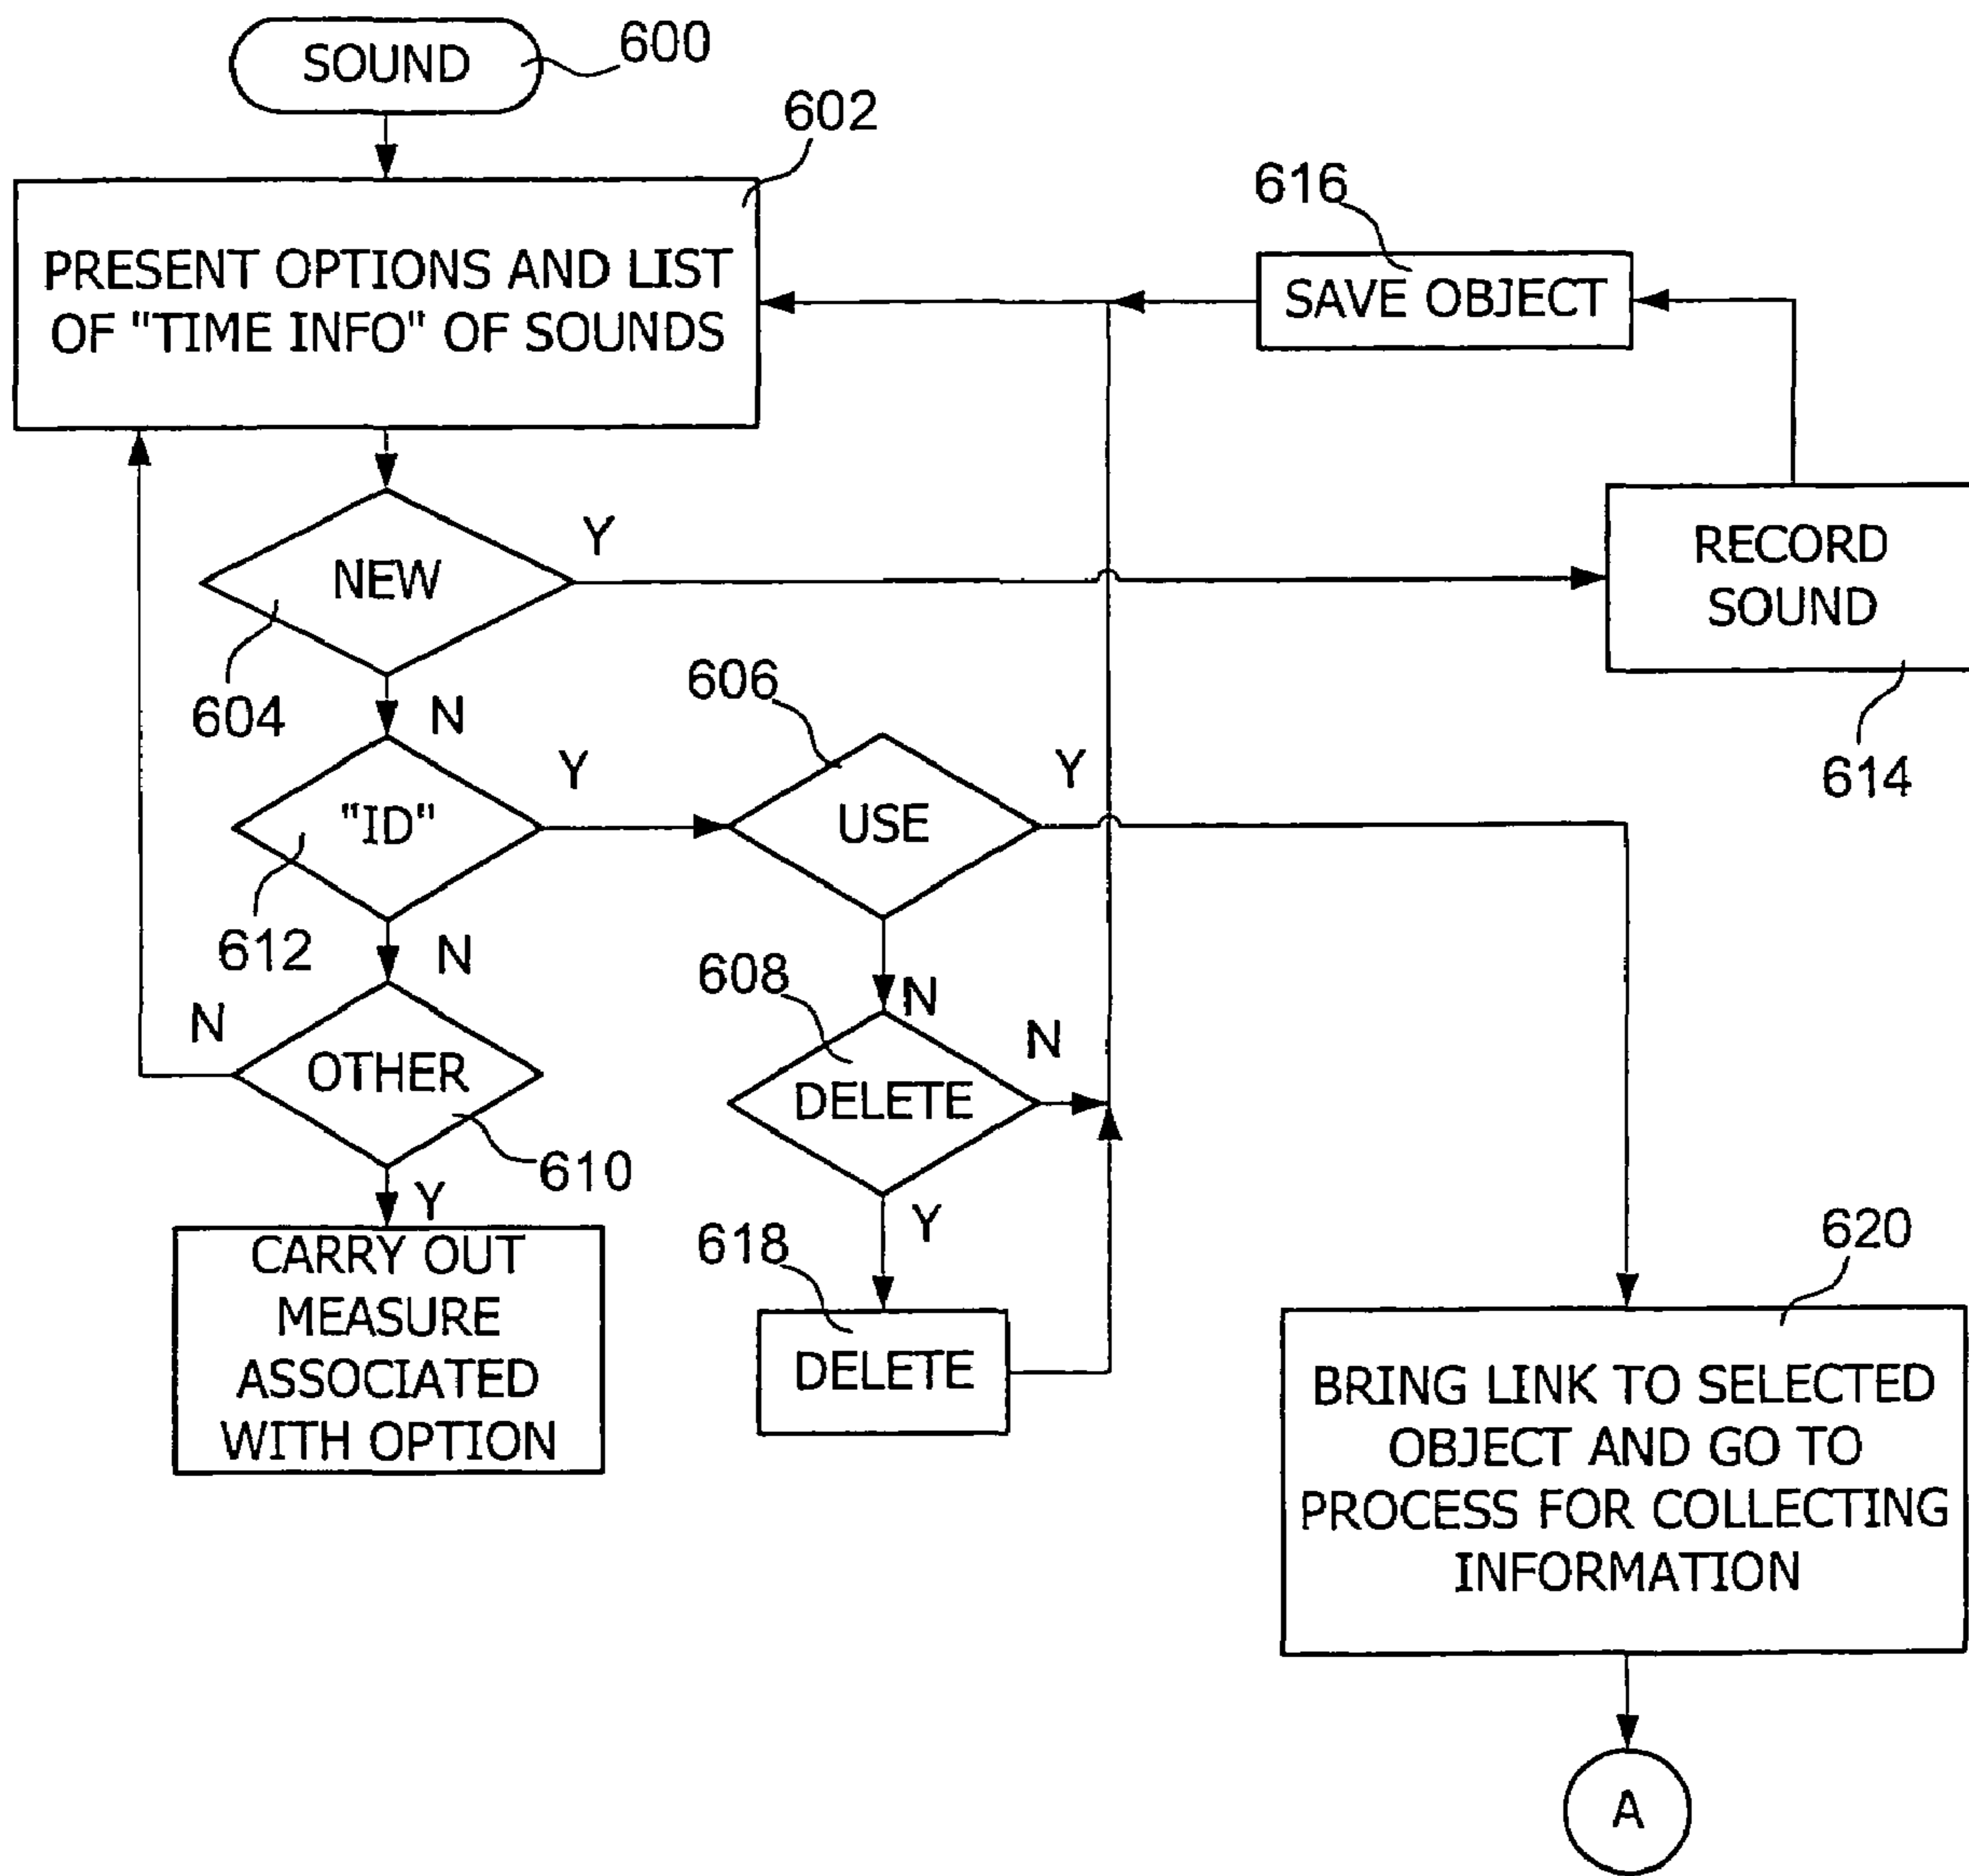 SOUND
600
602
PRESENT OPTIONS AND LIST
OF "TIME INFO" OF SOUNDS
616
SAVE OBJECT
NEW
Y
604
N
RECORD
SOUND
614
"ID"
Y
612
N
606
USE
Y
N
608
DELETE
N
Y
OTHER
N
610
Y
CARRY OUT
MEASURE
ASSOCIATED
WITH OPTION
618
DELETE
620
BRING LINK TO SELECTED
OBJECT AND GO TO
PROCESS FOR COLLECTING
INFORMATION
A